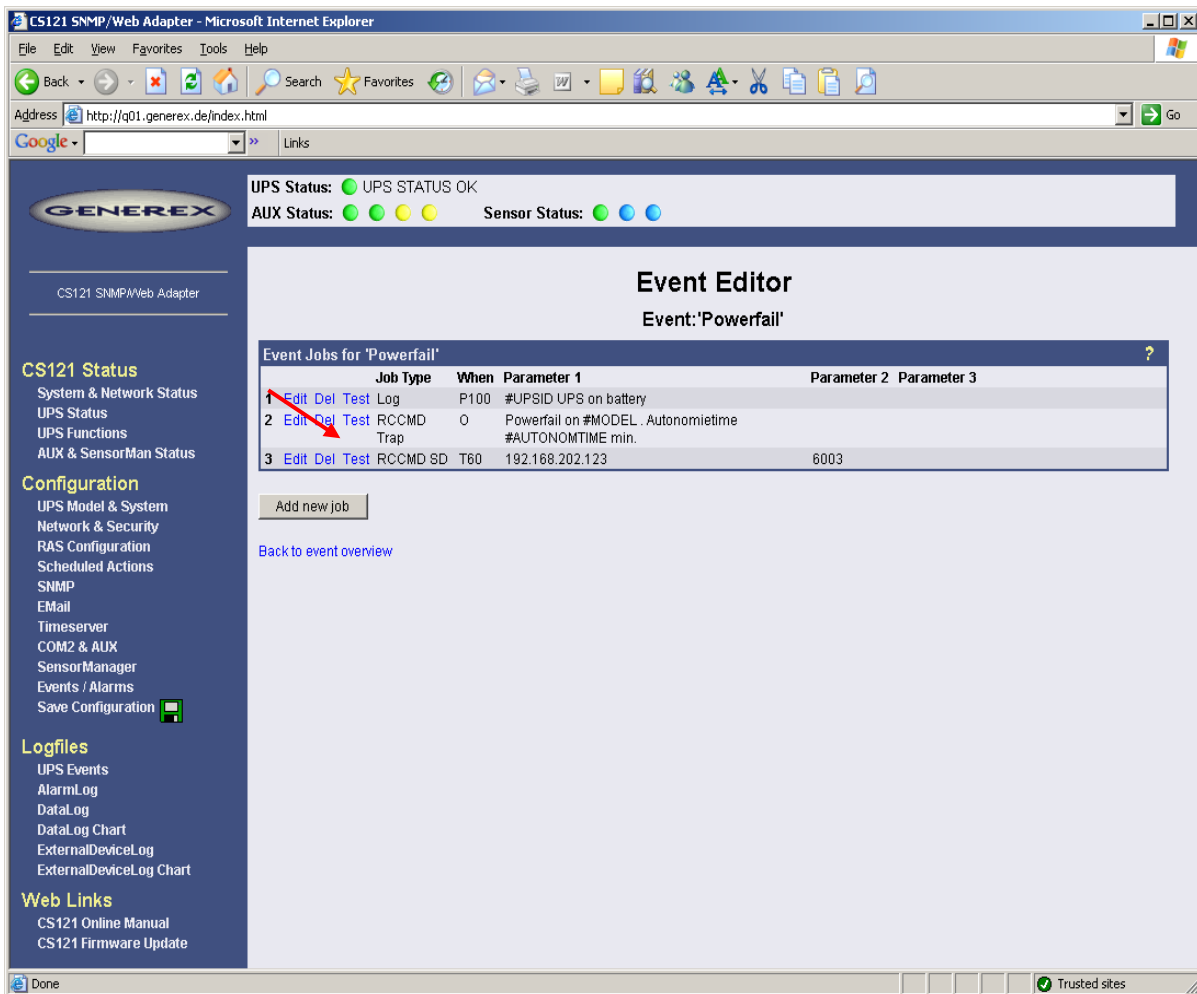 CS121 SNMP/Web Adapter - Microsoft Internet Explorer
File Edit View Favorites Tools Help
Back Search Favorites
Address http://q01.generex.de/index.html Go
Google Links
GENEREX
UPS Status: UPS STATUS OK
AUX Status: Sensor Status:
CS121 SNMP/Web Adapter
CS121 Status
System & Network Status
UPS Status
UPS Functions
AUX & SensorMan Status
Configuration
UPS Model & System
Network & Security
RAS Configuration
Scheduled Actions
SNMP
EMail
Timeserver
COM2 & AUX
SensorManager
Events / Alarms
Save Configuration
Logfiles
UPS Events
AlarmLog
DataLog
DataLog Chart
ExternalDeviceLog
ExternalDeviceLog Chart
Web Links
CS121 Online Manual
CS121 Firmware Update
Event Editor
Event:'Powerfail'
Event Jobs for 'Powerfail' ?
Job Type When Parameter 1 Parameter 2 Parameter 3
1 Edit Del Test Log P100 #UPSID UPS on battery
2 Edit Del Test RCCMD O Powerfail on #MODEL . Autonomietime
Trap #AUTONOMTIME min.
3 Edit Del Test RCCMD SD T60 192.168.202.123 6003
Add new job
Back to event overview
Done Trusted sites